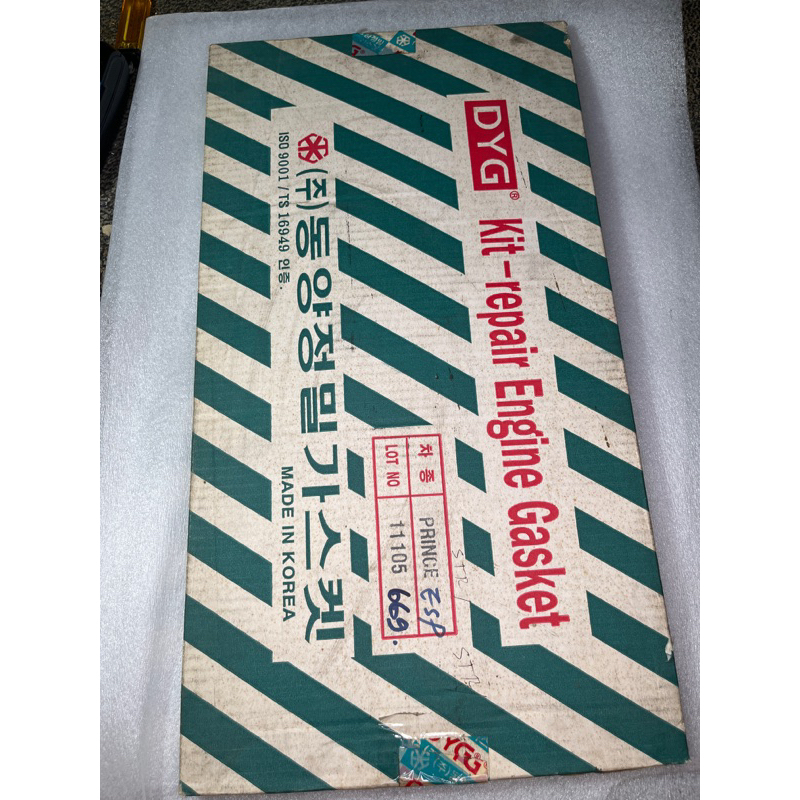 DYG® Kit-repair Engine Gasket
차종 PRINCE ESP
LOT NO 11105 669.
(주)동양정밀가스켓
ISO 9001 / TS 16949 인증.
MADE IN KOREA
DYG